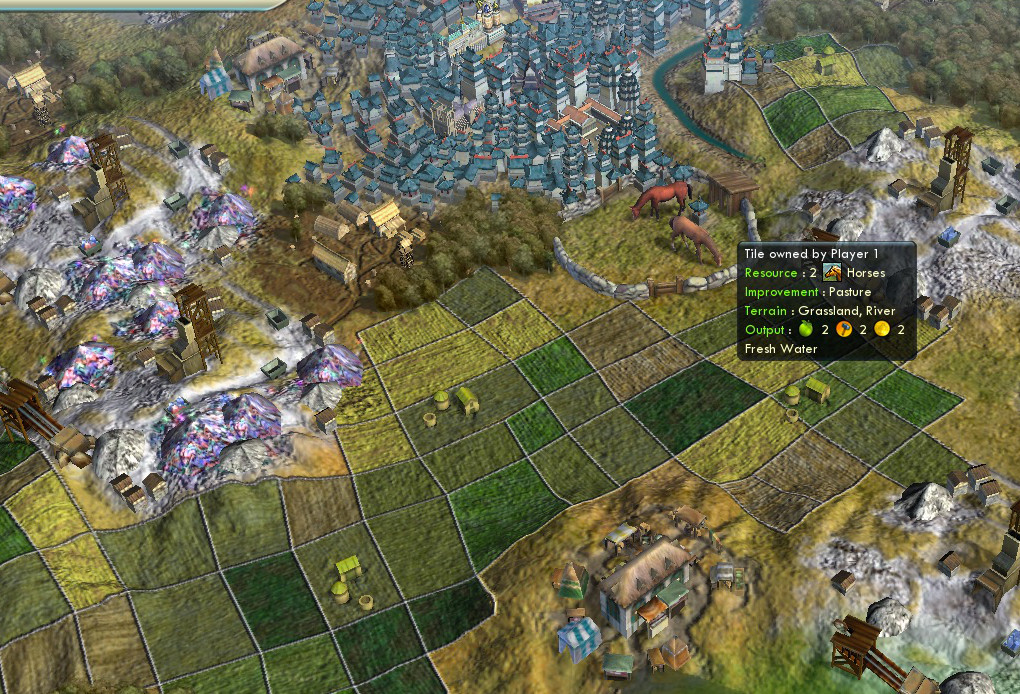 Tile owned by Player 1
Resource : 2 Horses
Improvement : Pasture
Terrain : Grassland, River
Output : 2 2 2
Fresh Water